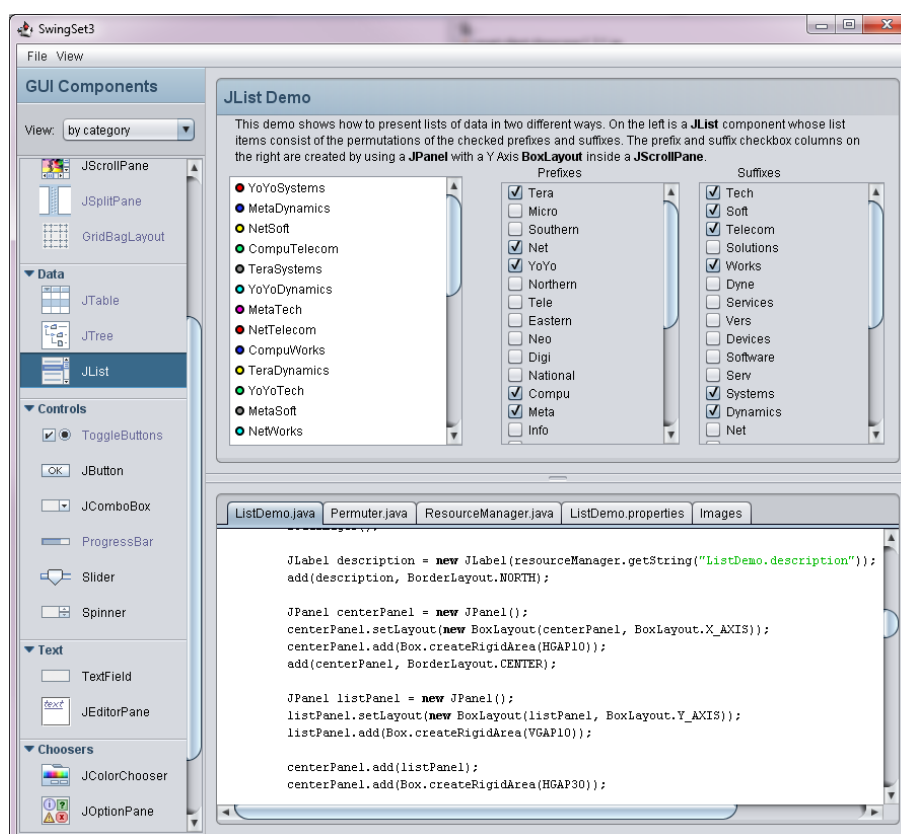 SwingSet3
File View
GUI Components
View: by category
JScrollPane
JSplitPane
GridBagLayout
Data
JTable
JTree
JList
Controls
ToggleButtons
OK JButton
JComboBox
ProgressBar
Slider
Spinner
Text
TextField
text JEditorPane
Choosers
JColorChooser
JOptionPane
JList Demo
This demo shows how to present lists of data in two different ways. On the left is a JList component whose list
items consist of the permutations of the checked prefixes and suffixes. The prefix and suffix checkbox columns on
the right are created by using a JPanel with a Y Axis BoxLayout inside a JScrollPane.
YoYoSystems
MetaDynamics
NetSoft
CompuTelecom
TeraSystems
YoYoDynamics
MetaTech
NetTelecom
CompuWorks
TeraDynamics
YoYoTech
MetaSoft
NetWorks
Prefixes
Tera
Micro
Southern
Net
YoYo
Northern
Tele
Eastern
Neo
Digi
National
Compu
Meta
Info
Suffixes
Tech
Soft
Telecom
Solutions
Works
Dyne
Services
Vers
Devices
Software
Serv
Systems
Dynamics
Net
ListDemo.java Permuter.java ResourceManager.java ListDemo.properties Images
JLabel description = new JLabel(resourceManager.getString("ListDemo.description"));
add(description, BorderLayout.NORTH);
JPanel centerPanel = new JPanel();
centerPanel.setLayout(new BoxLayout(centerPanel, BoxLayout.X_AXIS));
centerPanel.add(Box.createRigidArea(HGAP10));
add(centerPanel, BorderLayout.CENTER);
JPanel listPanel = new JPanel();
listPanel.setLayout(new BoxLayout(listPanel, BoxLayout.Y_AXIS));
listPanel.add(Box.createRigidArea(VGAP10));
centerPanel.add(listPanel);
centerPanel.add(Box.createRigidArea(HGAP30));